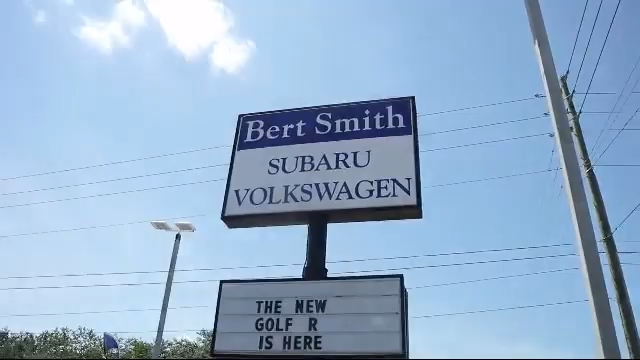 Bert Smith
SUBARU
VOLKSWAGEN
THE NEW
GOLF R
IS HERE